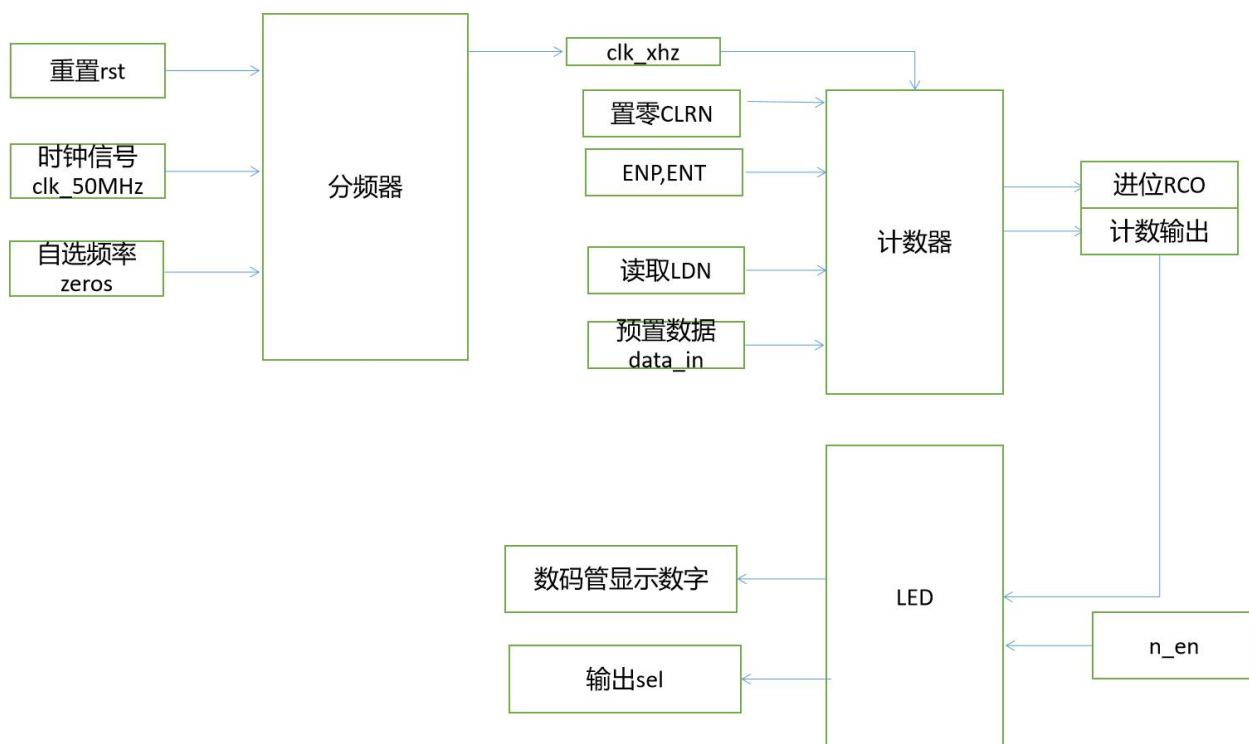 重置rst
时钟信号
clk_50MHz
自选频率
zeros
分频器
clk_xhz
置零CLRN
ENP,ENT
读取LDN
预置数据
data_in
计数器
进位RCO
计数输出
数码管显示数字
输出sel
LED
n_en